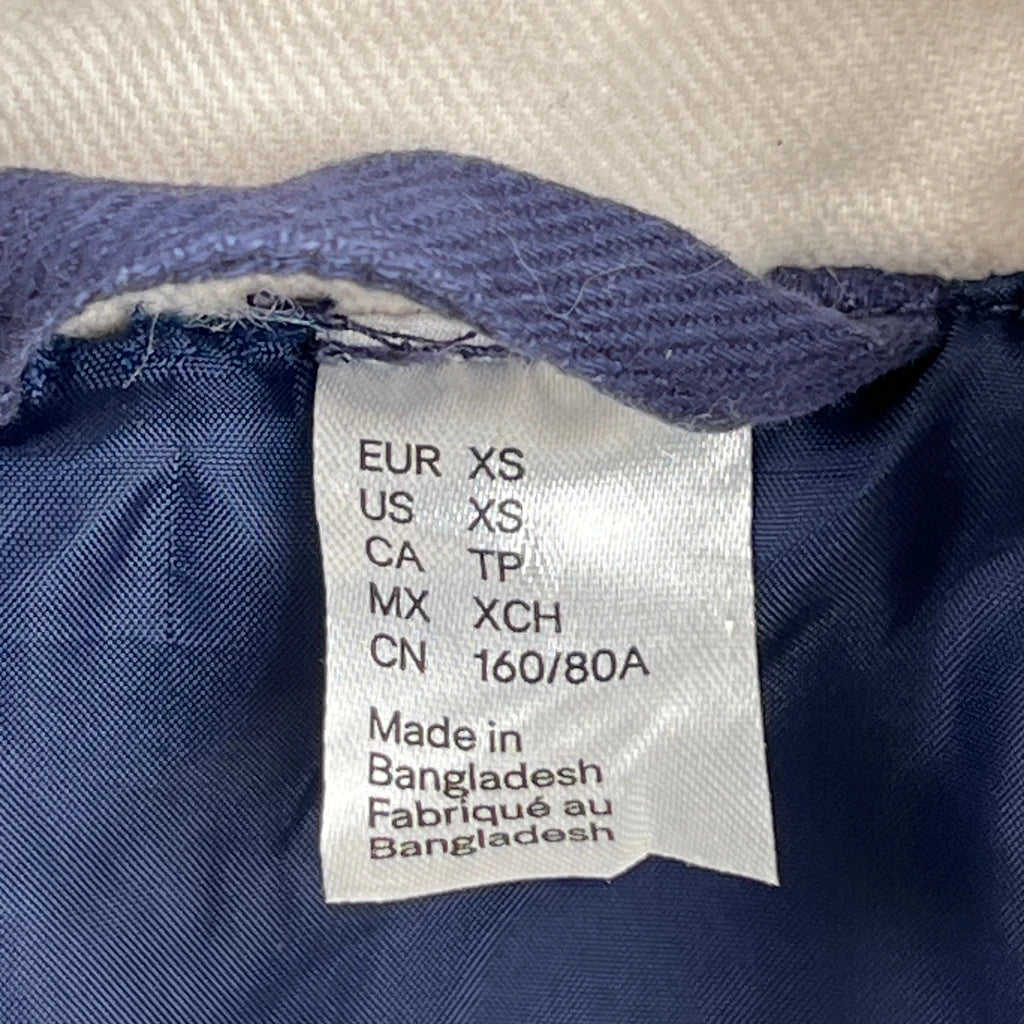 EUR XS
US XS
CA TP
MX XCH
CN 160/80A
Made in
Bangladesh
Fabriqué au
Bangladesh